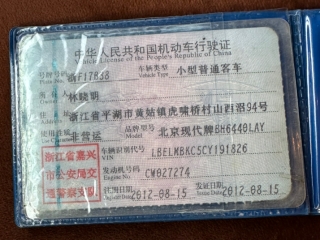 中华人民共和国机动车行驶证
Vehicle License of the People's Republic of China
号牌号码 浙F17838 车辆类型 小型普通客车
Plate No. Vehicle Type
所有人 林晓明
Owner
住址 浙江省平湖市黄姑镇虎啸桥村山西沼94号
使用性质 非营运 品牌型号 北京现代牌BH6440LAY
Model
浙江省嘉兴市公安局交通警察支队
车辆识别代号 LBELMBKC5CY191826
VIN
发动机号码 CW027274
Engine No.
注册日期 2012-08-15 发证日期 2012-08-15
Issue Date